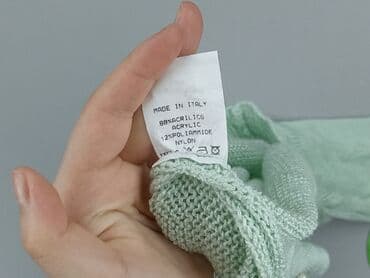 MADE IN ITALY
88%ACRILICO
ACRYLIC
12%POLIAMMIDE
NYLON